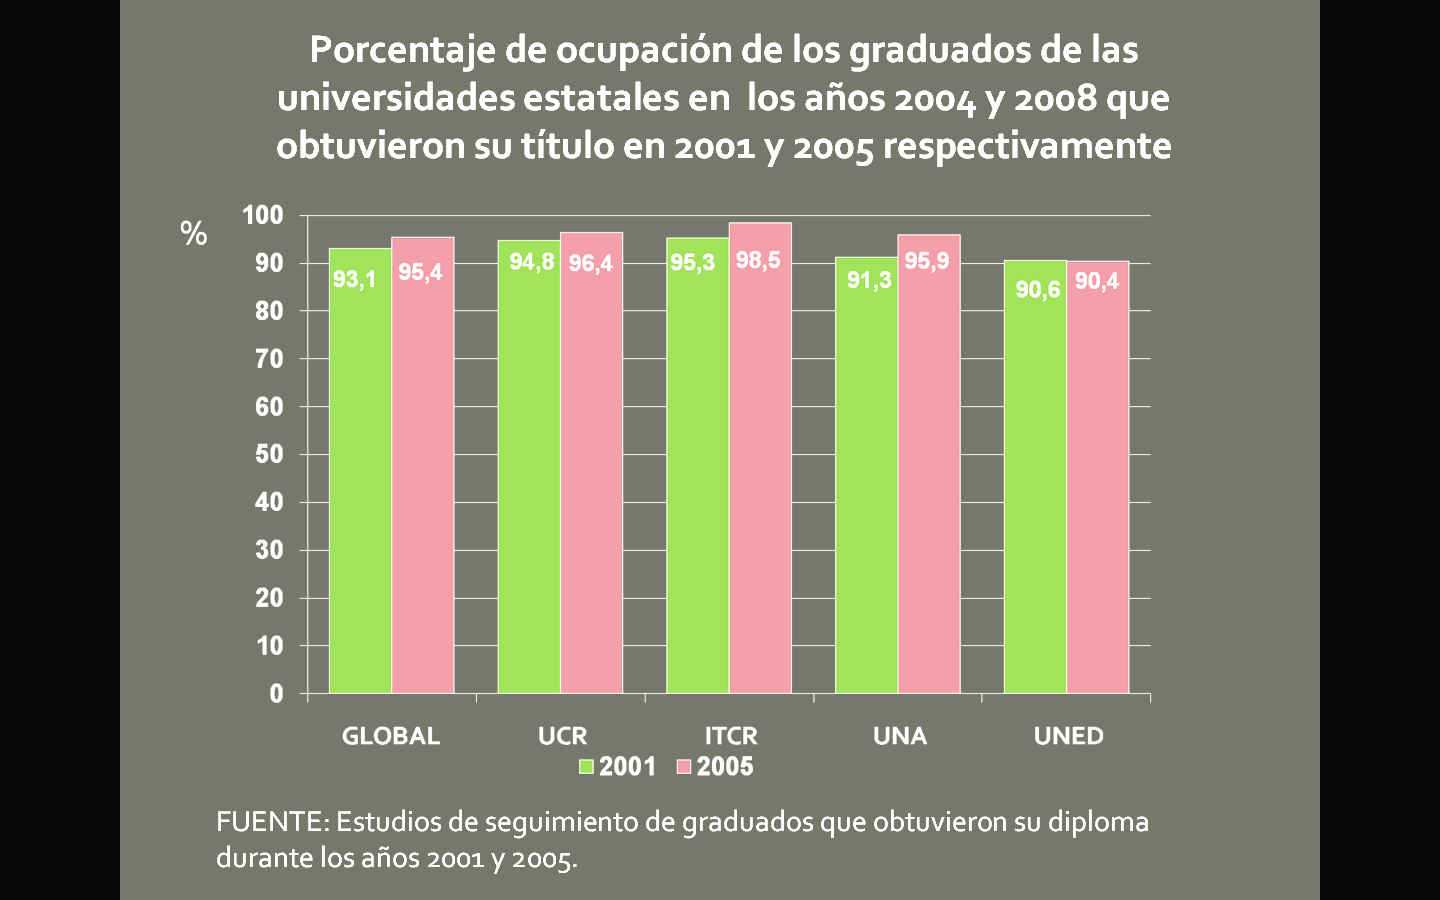 Porcentaje de ocupación de los graduados de las
universidades estatales en los años 2004 y 2008 que
obtuvieron su título en 2001 y 2005 respectivamente
%
100
90
80
70
60
50
40
30
20
10
0
93,1 95,4 94,8 96,4 95,3 98,5 91,3 95,9 90,6 90,4
GLOBAL UCR ITCR UNA UNED
2001 2005
FUENTE: Estudios de seguimiento de graduados que obtuvieron su diploma
durante los años 2001 y 2005.